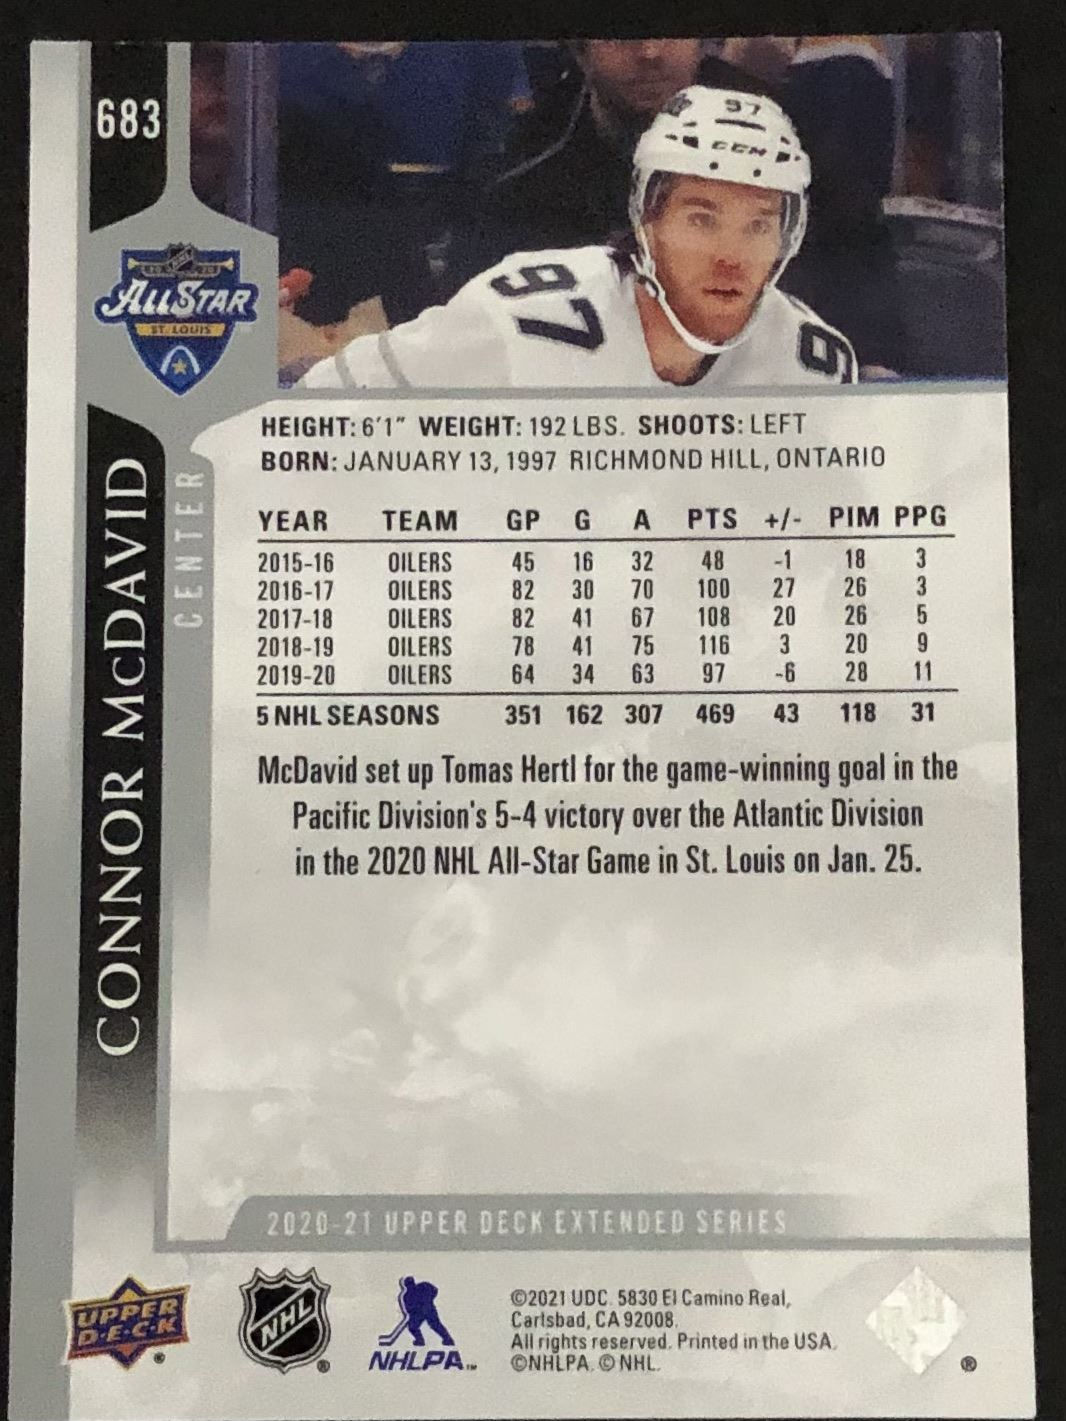 683
97
CCM
97
9
ALL STAR
ST. LOUIS
CONNOR McDAVID
CENTER
HEIGHT: 6'1" WEIGHT: 192 LBS. SHOOTS: LEFT
BORN: JANUARY 13, 1997 RICHMOND HILL, ONTARIO
YEAR TEAM GP G A PTS +/- PIM PPG
2015-16 OILERS 45 16 32 48 -1 18 3
2016-17 OILERS 82 30 70 100 27 26 3
2017-18 OILERS 82 41 67 108 20 26 5
2018-19 OILERS 78 41 75 116 3 20 9
2019-20 OILERS 64 34 63 97 -6 28 11
5 NHL SEASONS 351 162 307 469 43 118 31
McDavid set up Tomas Hertl for the game-winning goal in the
Pacific Division's 5-4 victory over the Atlantic Division
in the 2020 NHL All-Star Game in St. Louis on Jan. 25.
2020-21 UPPER DECK EXTENDED SERIES
UPPER
D·E·C·K
®
NHL
®
NHLPA™
©2021 UDC. 5830 El Camino Real,
Carlsbad, CA 92008.
All rights reserved. Printed in the USA.
©NHLPA. © NHL.
®